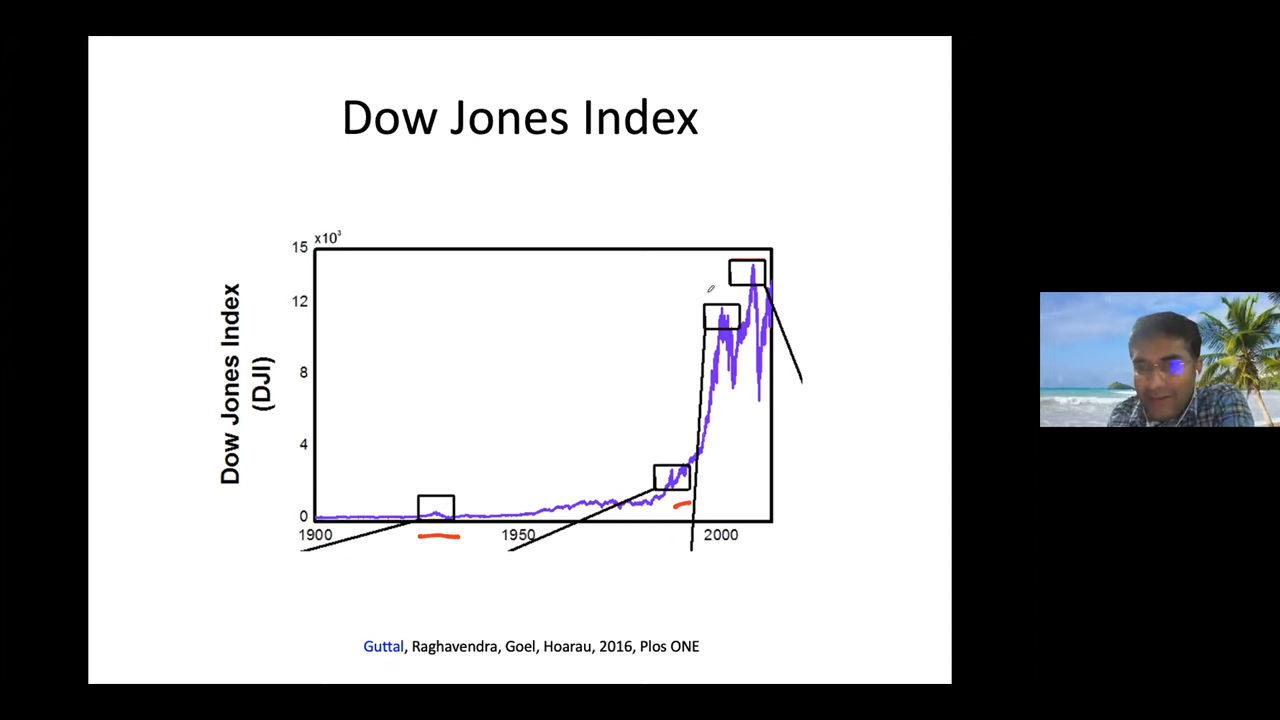 Dow Jones Index
x10³
15
12
8
4
0
Dow Jones Index
(DJI)
1900
1950
2000
Guttal, Raghavendra, Goel, Hoarau, 2016, Plos ONE